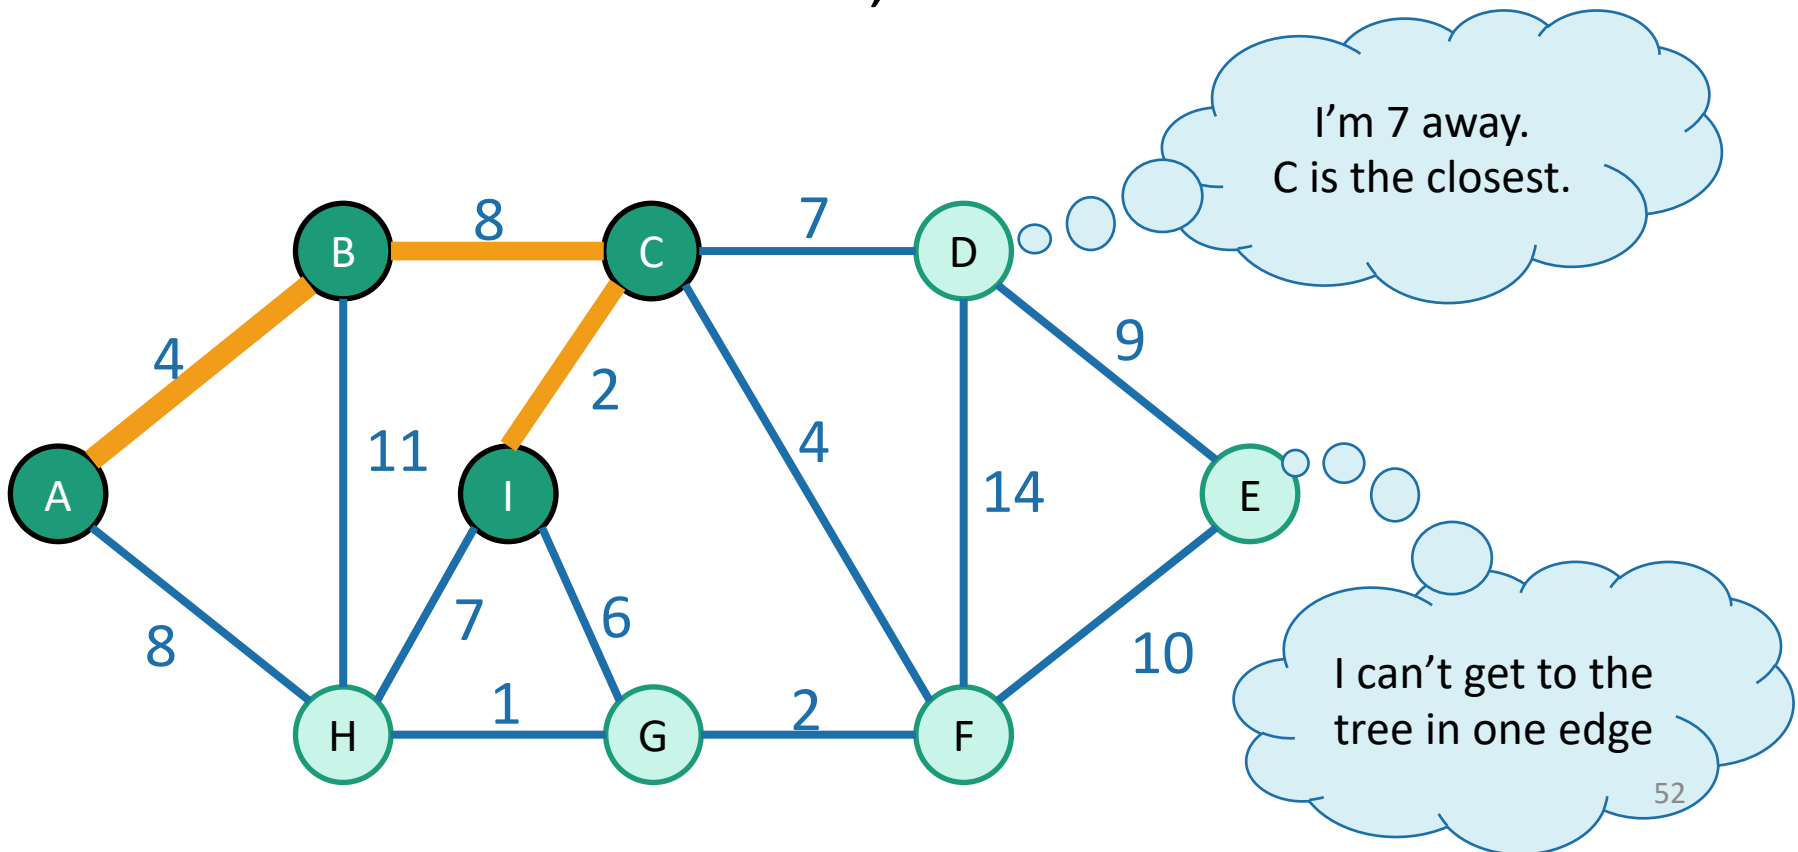 I'm 7 away.
C is the closest.
8
7
B
C
D
9
4
2
4
11
14
A
I
E
7
6
8
10
I can't get to the
tree in one edge
1
2
H
G
F
52